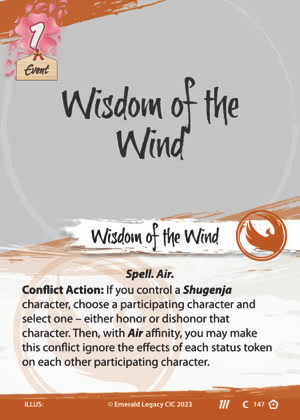 1
Event
Wisdom of the
Wind
Wisdom of the Wind
Spell. Air.
Conflict Action: If you control a Shugenja
character, choose a participating character and
select one – either honor or dishonor that
character. Then, with Air affinity, you may make
this conflict ignore the effects of each status token
on each other participating character.
ILLUS: © Emerald Legacy CIC 2023 C 147